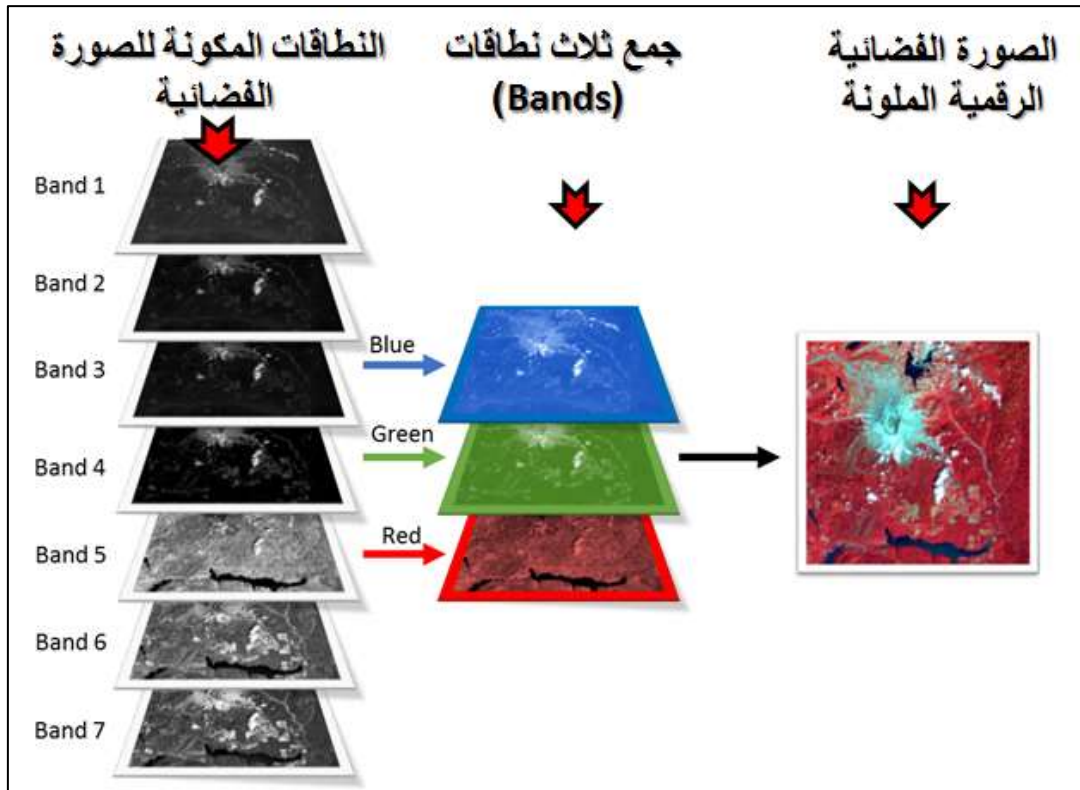 النطاقات المكونة للصورة
الفضائية
جمع ثلاث نطاقات
(Bands)
الصورة الفضائية
الرقمية الملونة
Band 1
Band 2
Band 3
Band 4
Band 5
Band 6
Band 7
Blue
Green
Red